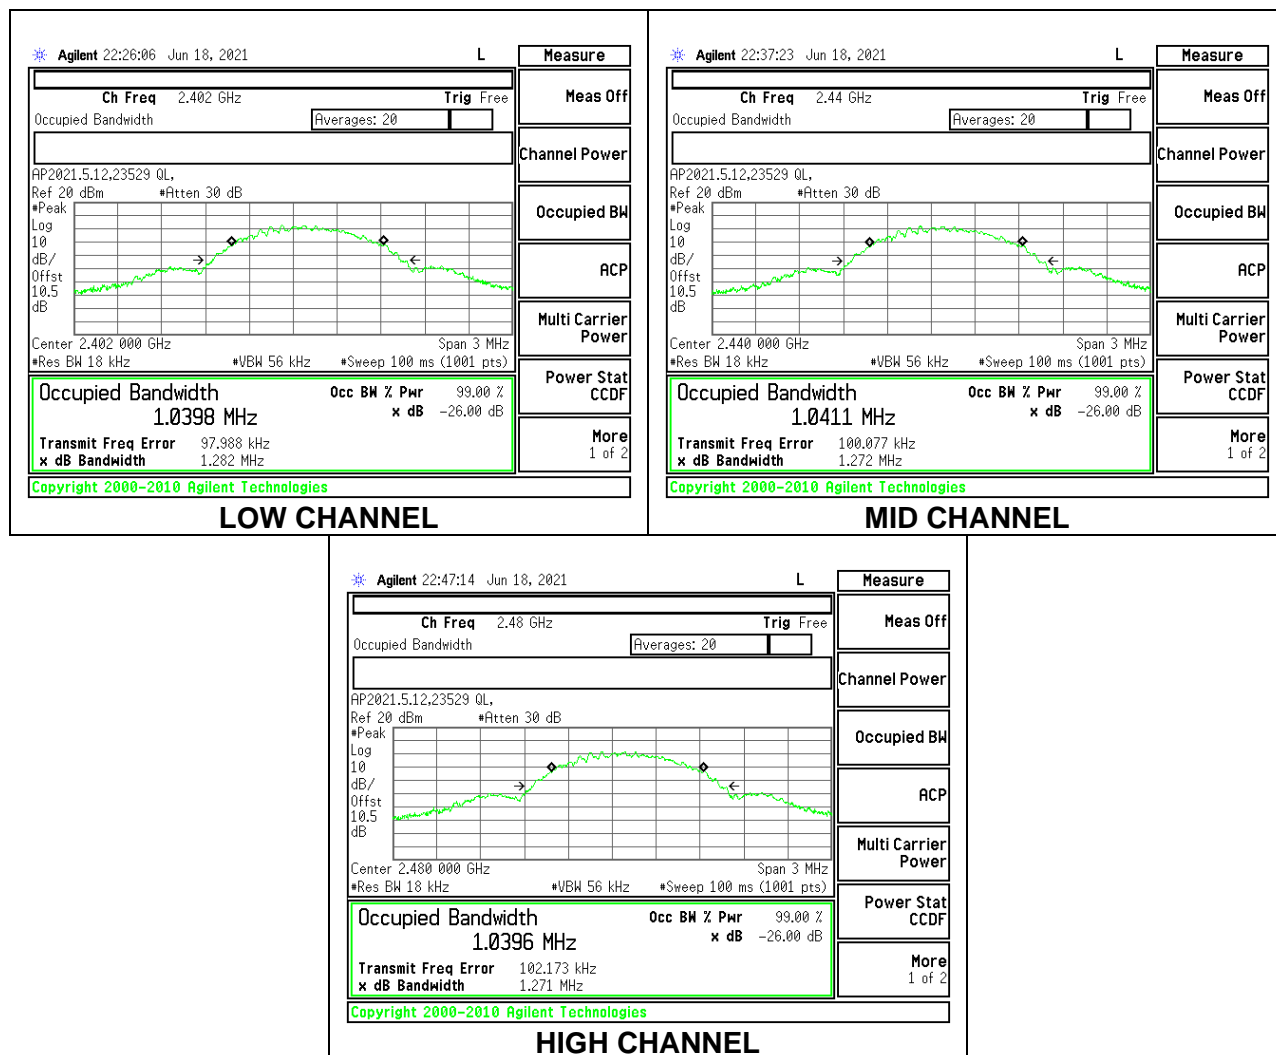 Agilent 22:26:06 Jun 18, 2021 L Measure
Ch Freq 2.402 GHz Trig Free
Occupied Bandwidth Averages: 20
AP2021.5.12,23529 QL,
Ref 20 dBm #Atten 30 dB
#Peak
Log
10
dB/
Offst
10.5
dB
Center 2.402 000 GHz Span 3 MHz
#Res BW 18 kHz #VBW 56 kHz #Sweep 100 ms (1001 pts)
Occupied Bandwidth Occ BW % Pwr 99.00 %
1.0398 MHz x dB -26.00 dB
Transmit Freq Error 97.988 kHz
x dB Bandwidth 1.282 MHz
Copyright 2000-2010 Agilent Technologies
Meas Off
Channel Power
Occupied BW
ACP
Multi Carrier
Power
Power Stat
CCDF
More
1 of 2
LOW CHANNEL
Agilent 22:37:23 Jun 18, 2021 L Measure
Ch Freq 2.44 GHz Trig Free
Occupied Bandwidth Averages: 20
AP2021.5.12,23529 QL,
Ref 20 dBm #Atten 30 dB
#Peak
Log
10
dB/
Offst
10.5
dB
Center 2.440 000 GHz Span 3 MHz
#Res BW 18 kHz #VBW 56 kHz #Sweep 100 ms (1001 pts)
Occupied Bandwidth Occ BW % Pwr 99.00 %
1.0411 MHz x dB -26.00 dB
Transmit Freq Error 100.077 kHz
x dB Bandwidth 1.272 MHz
Copyright 2000-2010 Agilent Technologies
Meas Off
Channel Power
Occupied BW
ACP
Multi Carrier
Power
Power Stat
CCDF
More
1 of 2
MID CHANNEL
Agilent 22:47:14 Jun 18, 2021 L Measure
Ch Freq 2.48 GHz Trig Free
Occupied Bandwidth Averages: 20
AP2021.5.12,23529 QL,
Ref 20 dBm #Atten 30 dB
#Peak
Log
10
dB/
Offst
10.5
dB
Center 2.480 000 GHz Span 3 MHz
#Res BW 18 kHz #VBW 56 kHz #Sweep 100 ms (1001 pts)
Occupied Bandwidth Occ BW % Pwr 99.00 %
1.0396 MHz x dB -26.00 dB
Transmit Freq Error 102.173 kHz
x dB Bandwidth 1.271 MHz
Copyright 2000-2010 Agilent Technologies
Meas Off
Channel Power
Occupied BW
ACP
Multi Carrier
Power
Power Stat
CCDF
More
1 of 2
HIGH CHANNEL